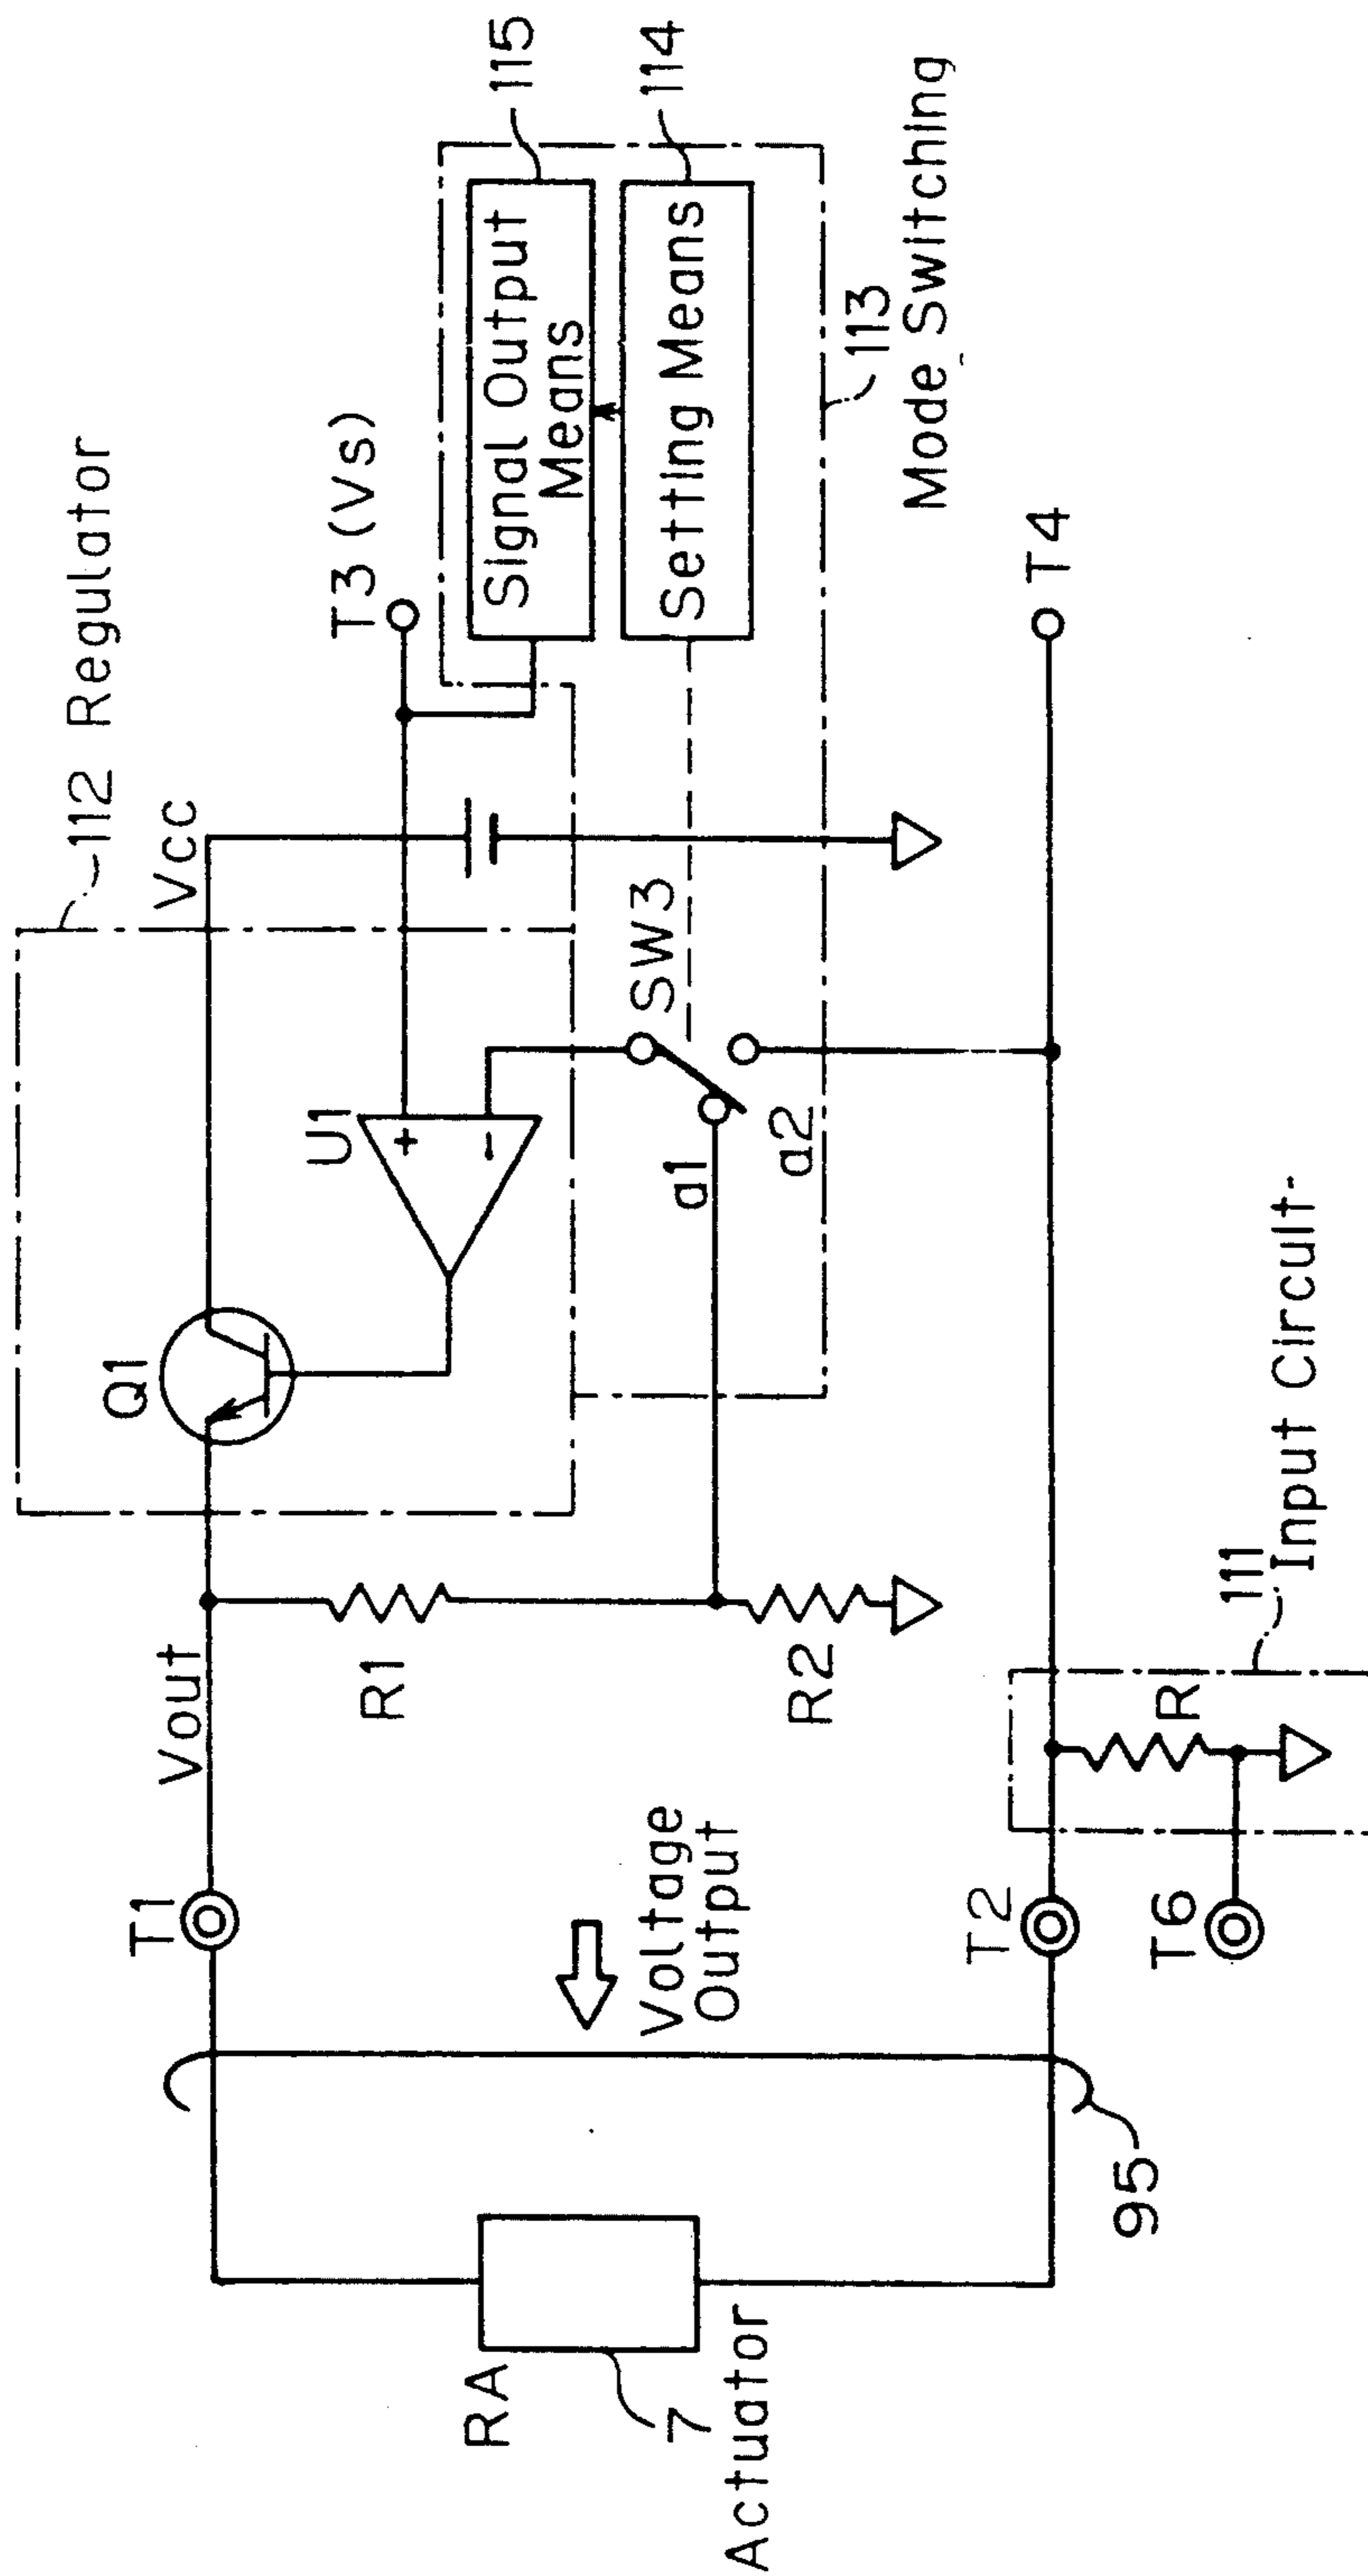 112 Regulator
Vcc
Q1
U1
+
-
T3 (Vs)
115
Signal Output
Means
114
Setting Means
113
Mode Switching
SW3
a1
a2
T4
Vout
R1
R2
T1
Voltage
Output
T2
T6
R
111
Input Circult-
95
RA
7
Actuator